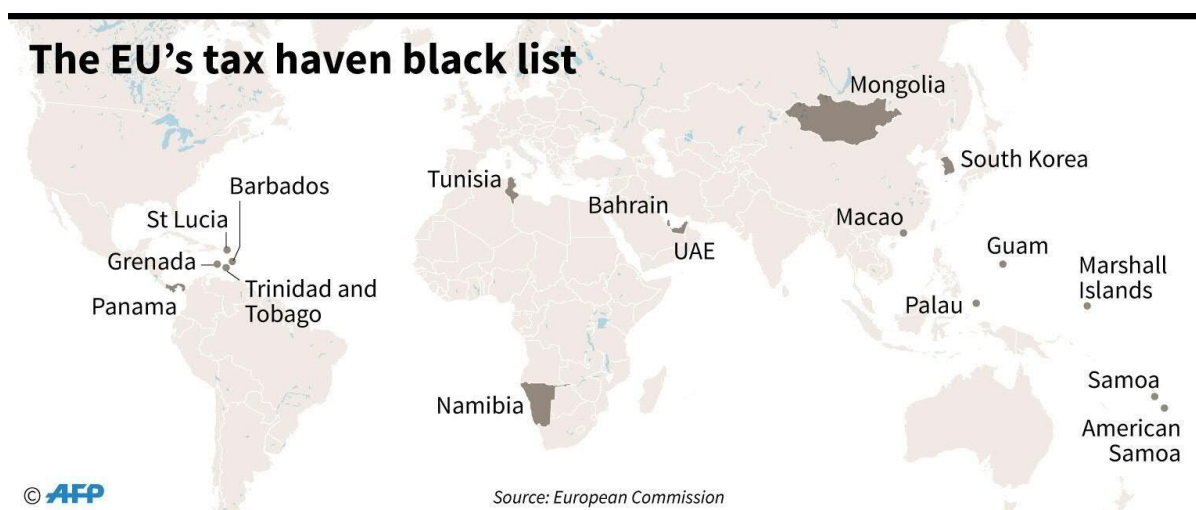 The EU's tax haven black list
Mongolia
South Korea
Barbados
Tunisia
St Lucia
Bahrain
Macao
Grenada
UAE
Guam
Marshall
Islands
Panama
Trinidad and
Tobago
Palau
Samoa
Namibia
American
Samoa
© AFP
Source: European Commission